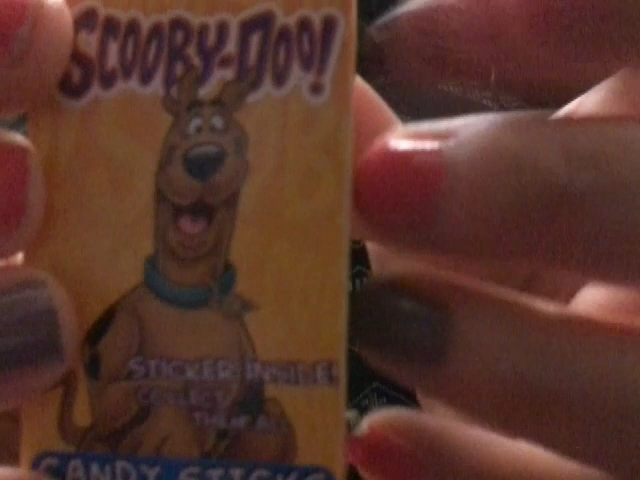 SCOOBY-DOO!
STICKER INSIDE!
COLLECT
THEM ALL
CANDY STICKS